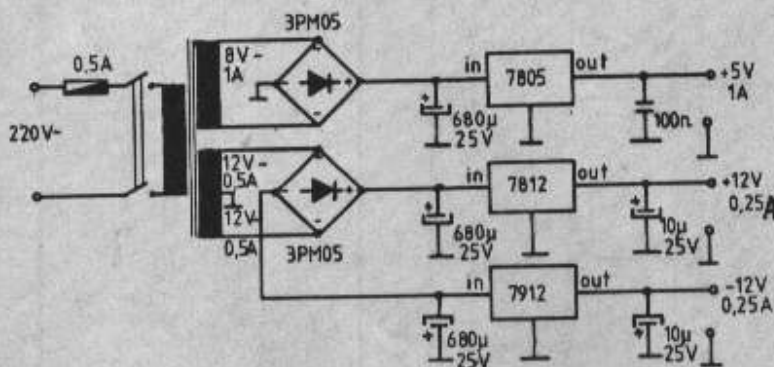 3PM05
0,5A
220V~
8V~
1A
in
7805
out
+5V
1A
680µ
25V
100n
12V~
0,5A
12V
0,5A
3PM05
in
7812
out
+12V
0,25A
680µ
25V
10µ
25V
in
7912
out
-12V
0,25A
680µ
25V
10µ
25V